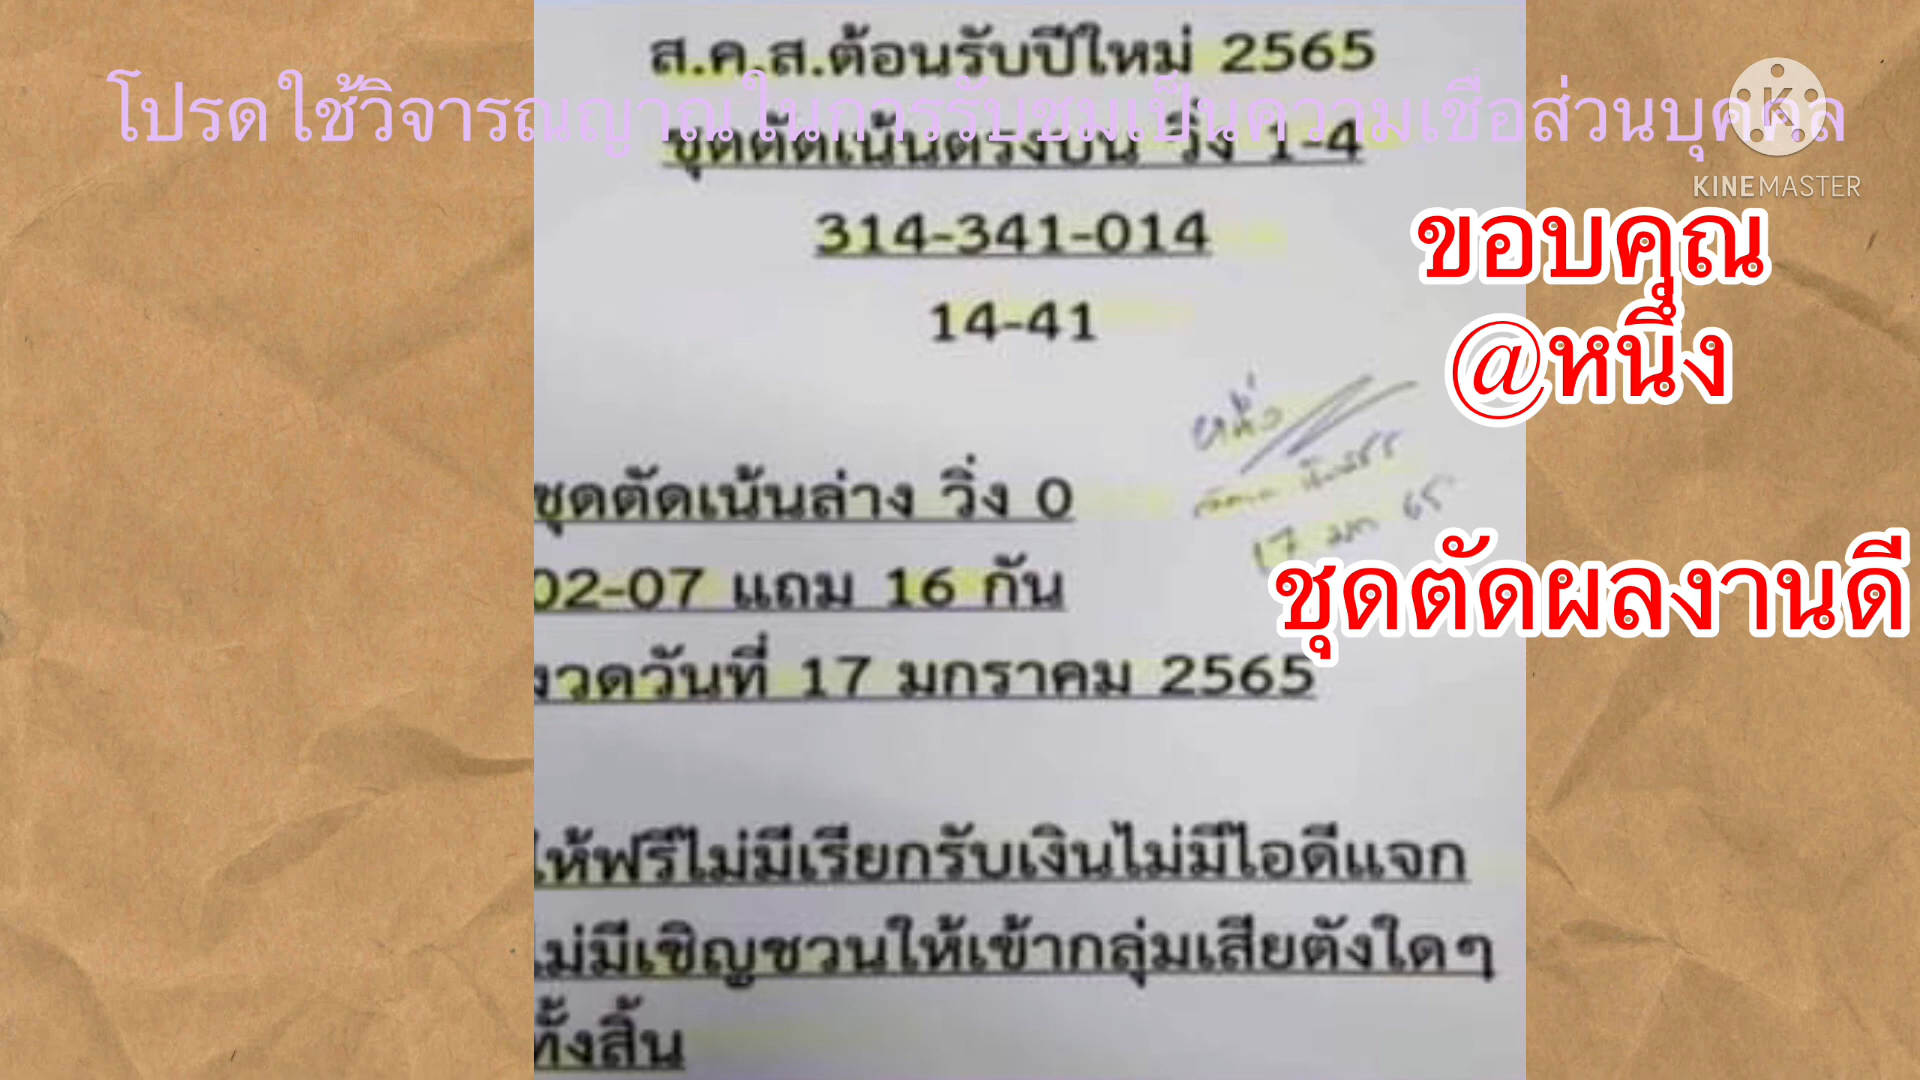 ส.ค.ส.ต้อนรับปีใหม่ 2565
โปรดใช้วิจารณญาณในการรับชมเป็นความเชื่อส่วนบุคคล
ชุดตัดเน้นตรงบน วิ่ง 1-4
KINEMASTER
314-341-014
ขอบคุณ
14-41
@หนึ่ง
หนึ่ง
ชุดตัดเน้นล่าง วิ่ง 0
17 มค 65
02-07 แถม 16 กัน
ชุดตัดผลงานดี
งวดวันที่ 17 มกราคม 2565
ให้ฟรีไม่มีเรียกรับเงินไม่มีไอดีแจก
ไม่มีเชิญชวนให้เข้ากลุ่มเสียตังใดๆ
ทั้งสิ้น